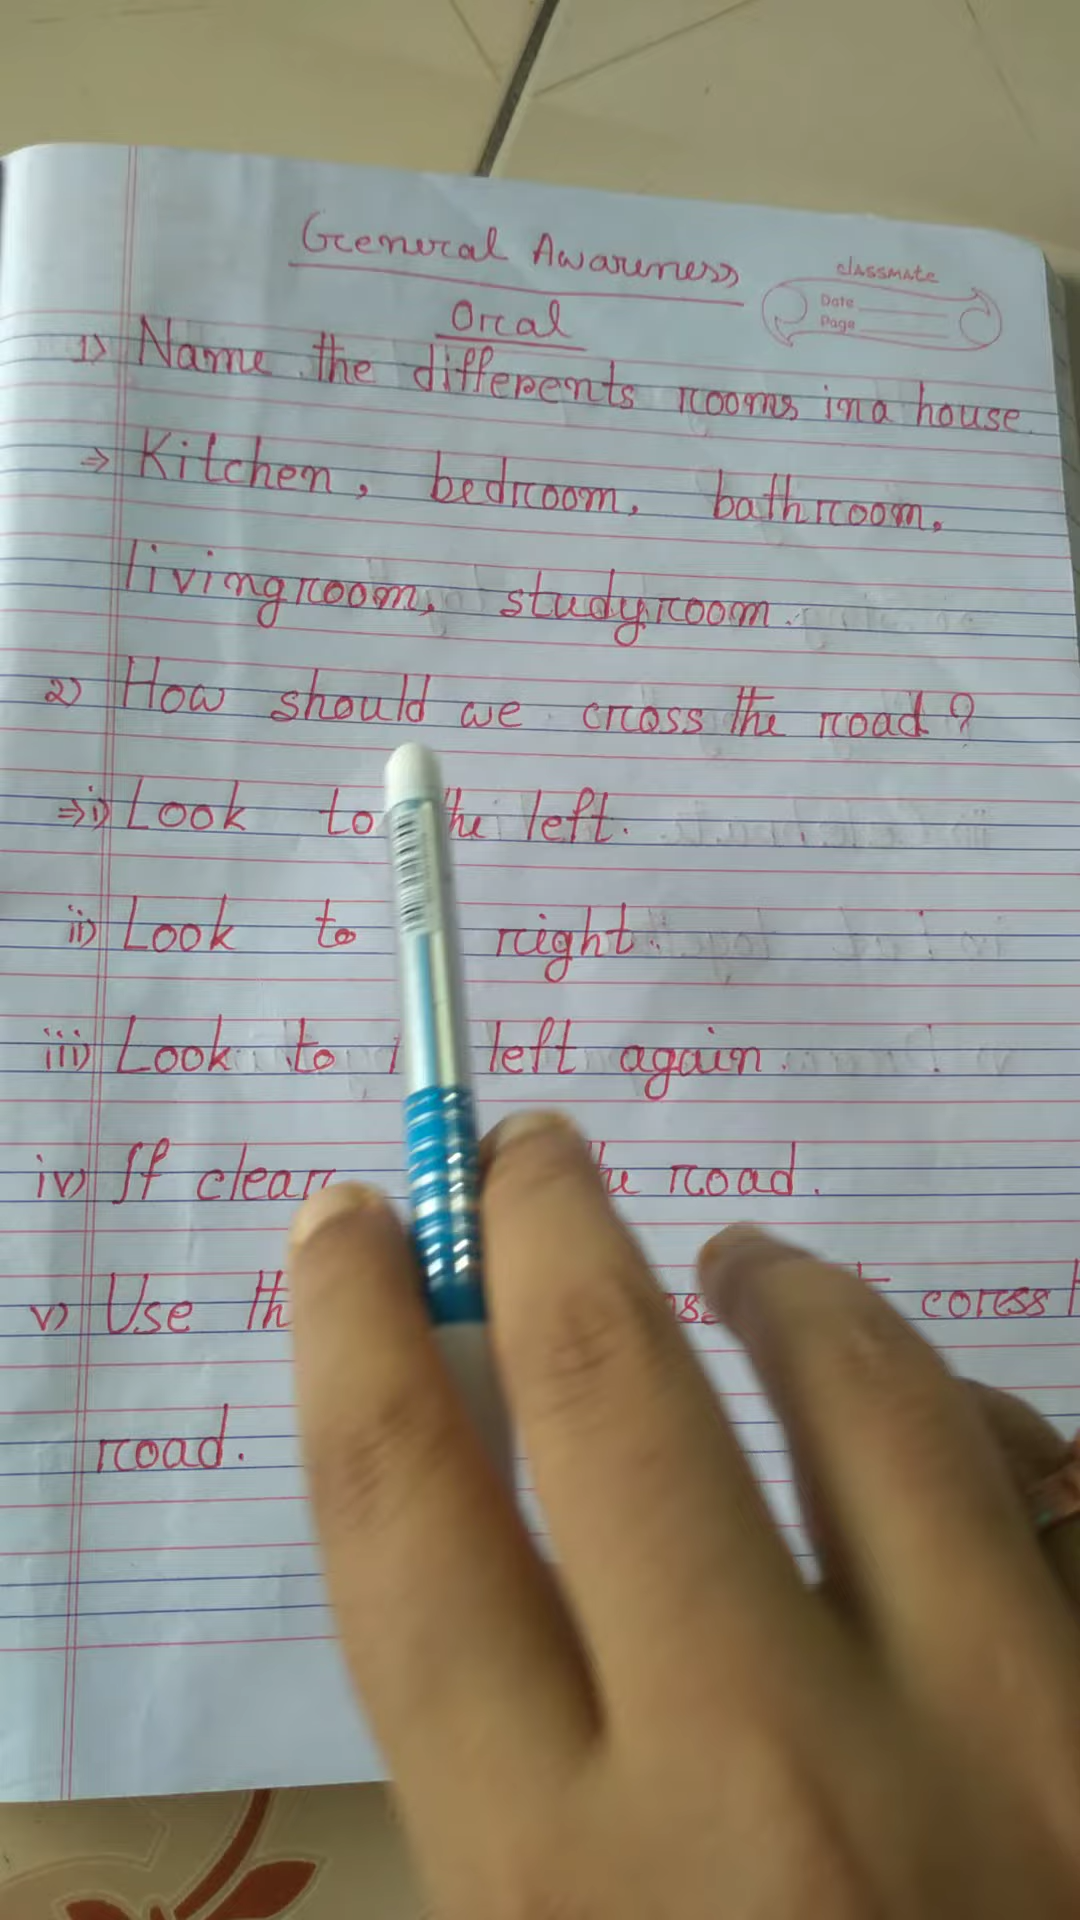 General Awareness
classmate
Date
Page
Oral
1) Name the differents rooms in a house
⇒ Kitchen, bedroom, bathroom,
livingroom, studyroom.
2) How should we cross the road?
⇒ i) Look to the left.
ii) Look to right.
iii) Look to left again.
iv) If clear the road.
v) Use coress
road.